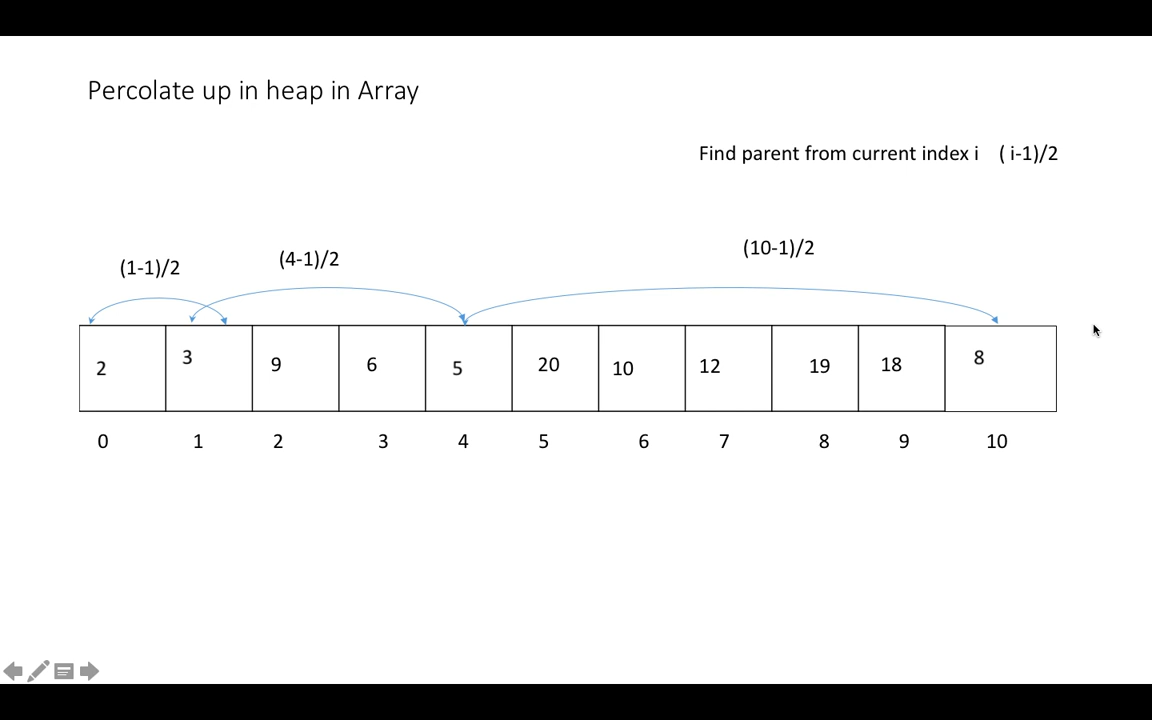 Percolate up in heap in Array
Find parent from current index i ( i-1)/2
(1-1)/2 (4-1)/2 (10-1)/2
2 3 9 6 5 20 10 12 19 18 8
0 1 2 3 4 5 6 7 8 9 10